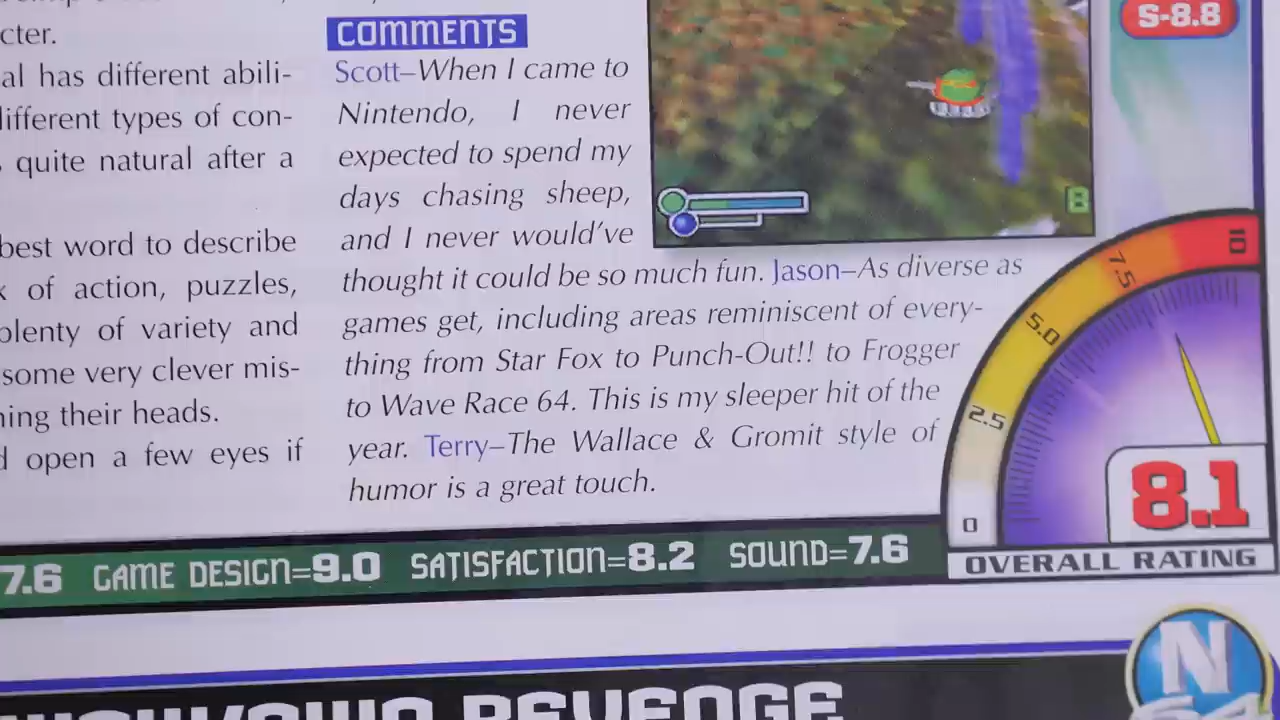 cter.
al has different abili-
different types of con-
quite natural after a
best word to describe
of action, puzzles,
plenty of variety and
some very clever mis-
ning their heads.
open a few eyes if
COMMENTS
Scott–When I came to
Nintendo, I never
expected to spend my
days chasing sheep,
and I never would've
thought it could be so much fun. Jason–As diverse as
games get, including areas reminiscent of every-
thing from Star Fox to Punch-Out!! to Frogger
to Wave Race 64. This is my sleeper hit of the
year. Terry–The Wallace & Gromit style of
humor is a great touch.
S-8.8
8
10
7.5
5.0
2.5
0
8.1
OVERALL RATING
7.6 GAME DESIGN=9.0 SATISFACTION=8.2 SOUND=7.6
REVENGE
N
64